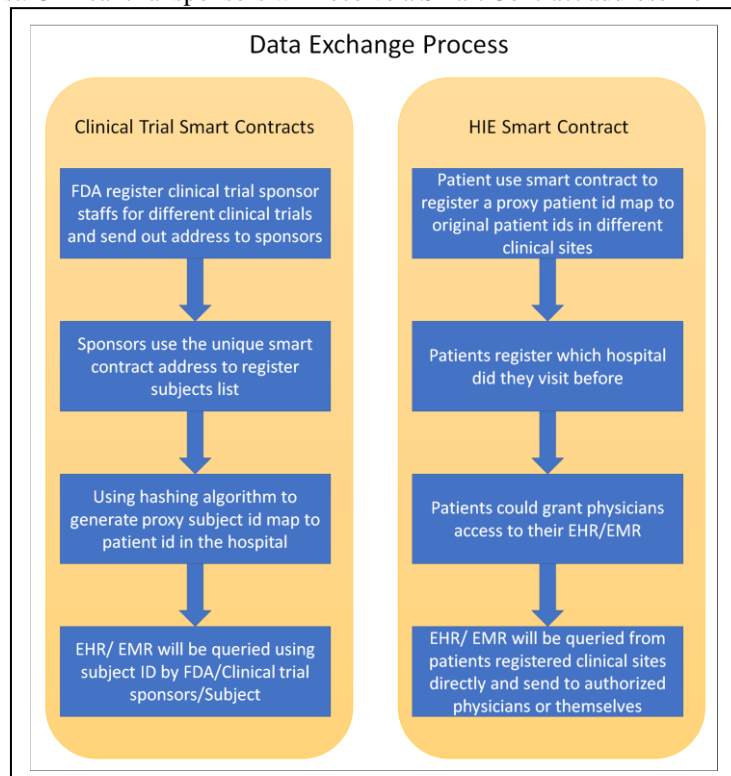 Data Exchange Process
Clinical Trial Smart Contracts
FDA register clinical trial sponsor
staffs for different clinical trials
and send out address to sponsors
Sponsors use the unique smart
contract address to register
subjects list
Using hashing algorithm to
generate proxy subject id map to
patient id in the hospital
EHR/ EMR will be queried using
subject ID by FDA/Clinical trial
sponsors/Subject
HIE Smart Contract
Patient use smart contract to
register a proxy patient id map to
original patient ids in different
clinical sites
Patients register which hospital
did they visit before
Patients could grant physicians
access to their EHR/EMR
EHR/ EMR will be queried from
patients registered clinical sites
directly and send to authorized
physicians or themselves